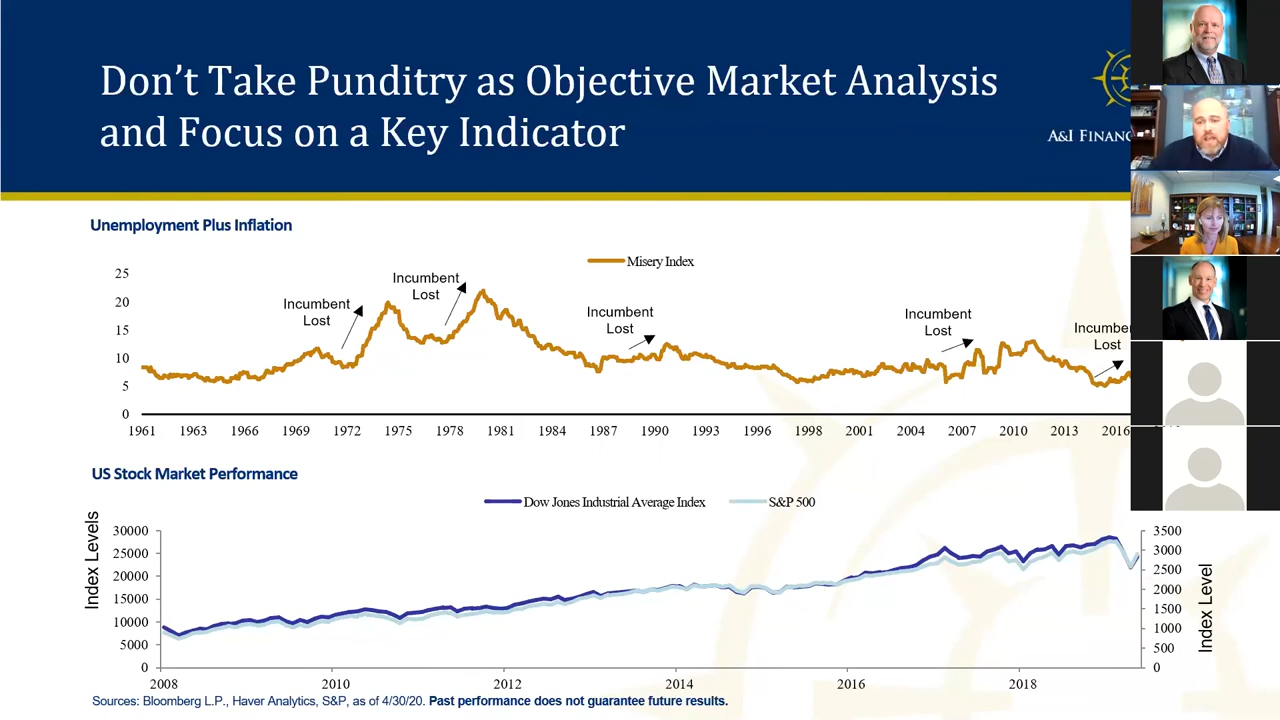 Don't Take Punditry as Objective Market Analysis
and Focus on a Key Indicator
A&I FINANC
Unemployment Plus Inflation
Misery Index
25
20
15
10
5
0
Incumbent
Lost
Incumbent
Lost
Incumbent
Lost
Incumbent
Lost
Incumber
Lost
1961 1963 1966 1969 1972 1975 1978 1981 1984 1987 1990 1993 1996 1998 2001 2004 2007 2010 2013 2016
US Stock Market Performance
Dow Jones Industrial Average Index S&P 500
Index Levels
30000
25000
20000
15000
10000
5000
0
3500
3000
2500
2000
1500
1000
500
0
Index Level
2008 2010 2012 2014 2016 2018
Sources: Bloomberg L.P., Haver Analytics, S&P, as of 4/30/20. Past performance does not guarantee future results.